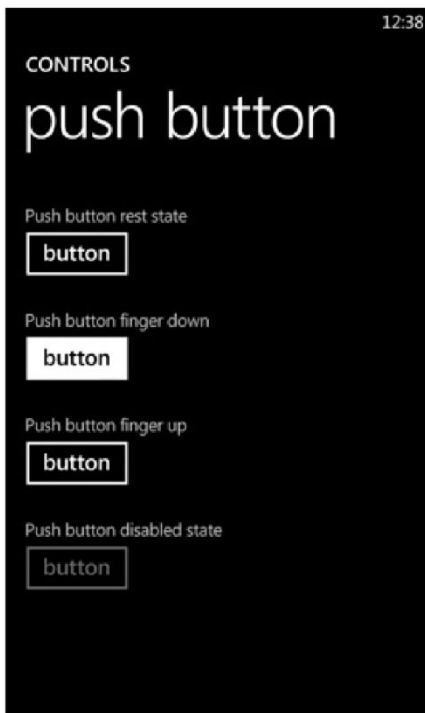 12:38
CONTROLS
push button
Push button rest state
button
Push button finger down
button
Push button finger up
button
Push button disabled state
button